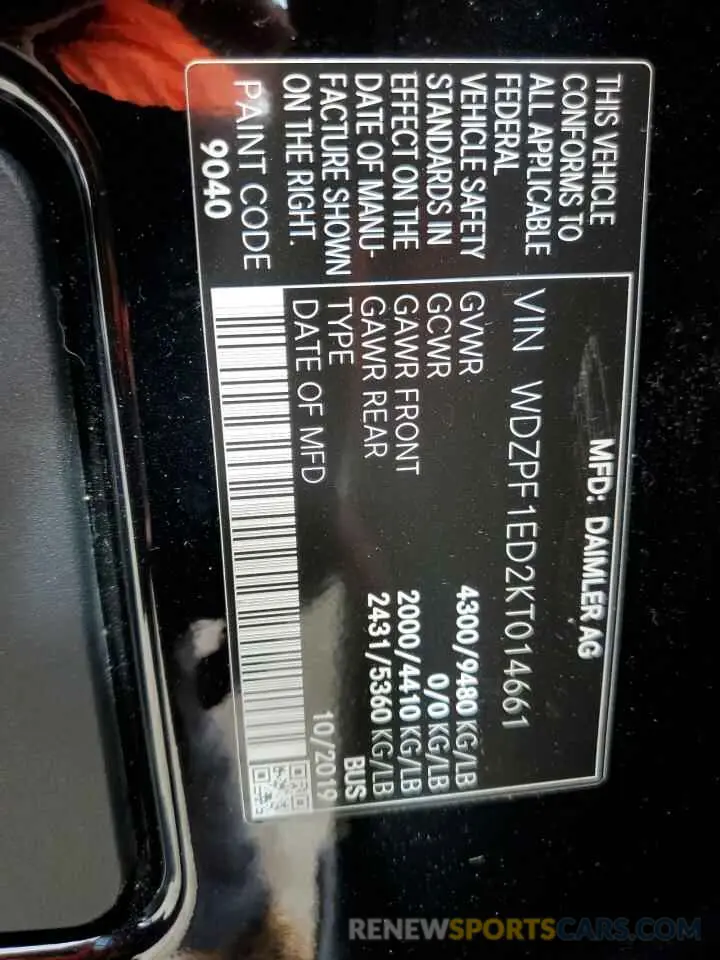 MFD: DAIMLER AG
THIS VEHICLE
CONFORMS TO
ALL APPLICABLE
FEDERAL
VEHICLE SAFETY
STANDARDS IN
EFFECT ON THE
DATE OF MANU-
FACTURE SHOWN
ON THE RIGHT.
PAINT CODE
9040
VIN WDZPF1ED2KT014661
GVWR 4300/9480 KG/LB
GCWR 0/0 KG/LB
GAWR FRONT 2000/4410 KG/LB
GAWR REAR 2431/5360 KG/LB
TYPE BUS
DATE OF MFD 10/2019
RENEWSPORTSCARS.COM